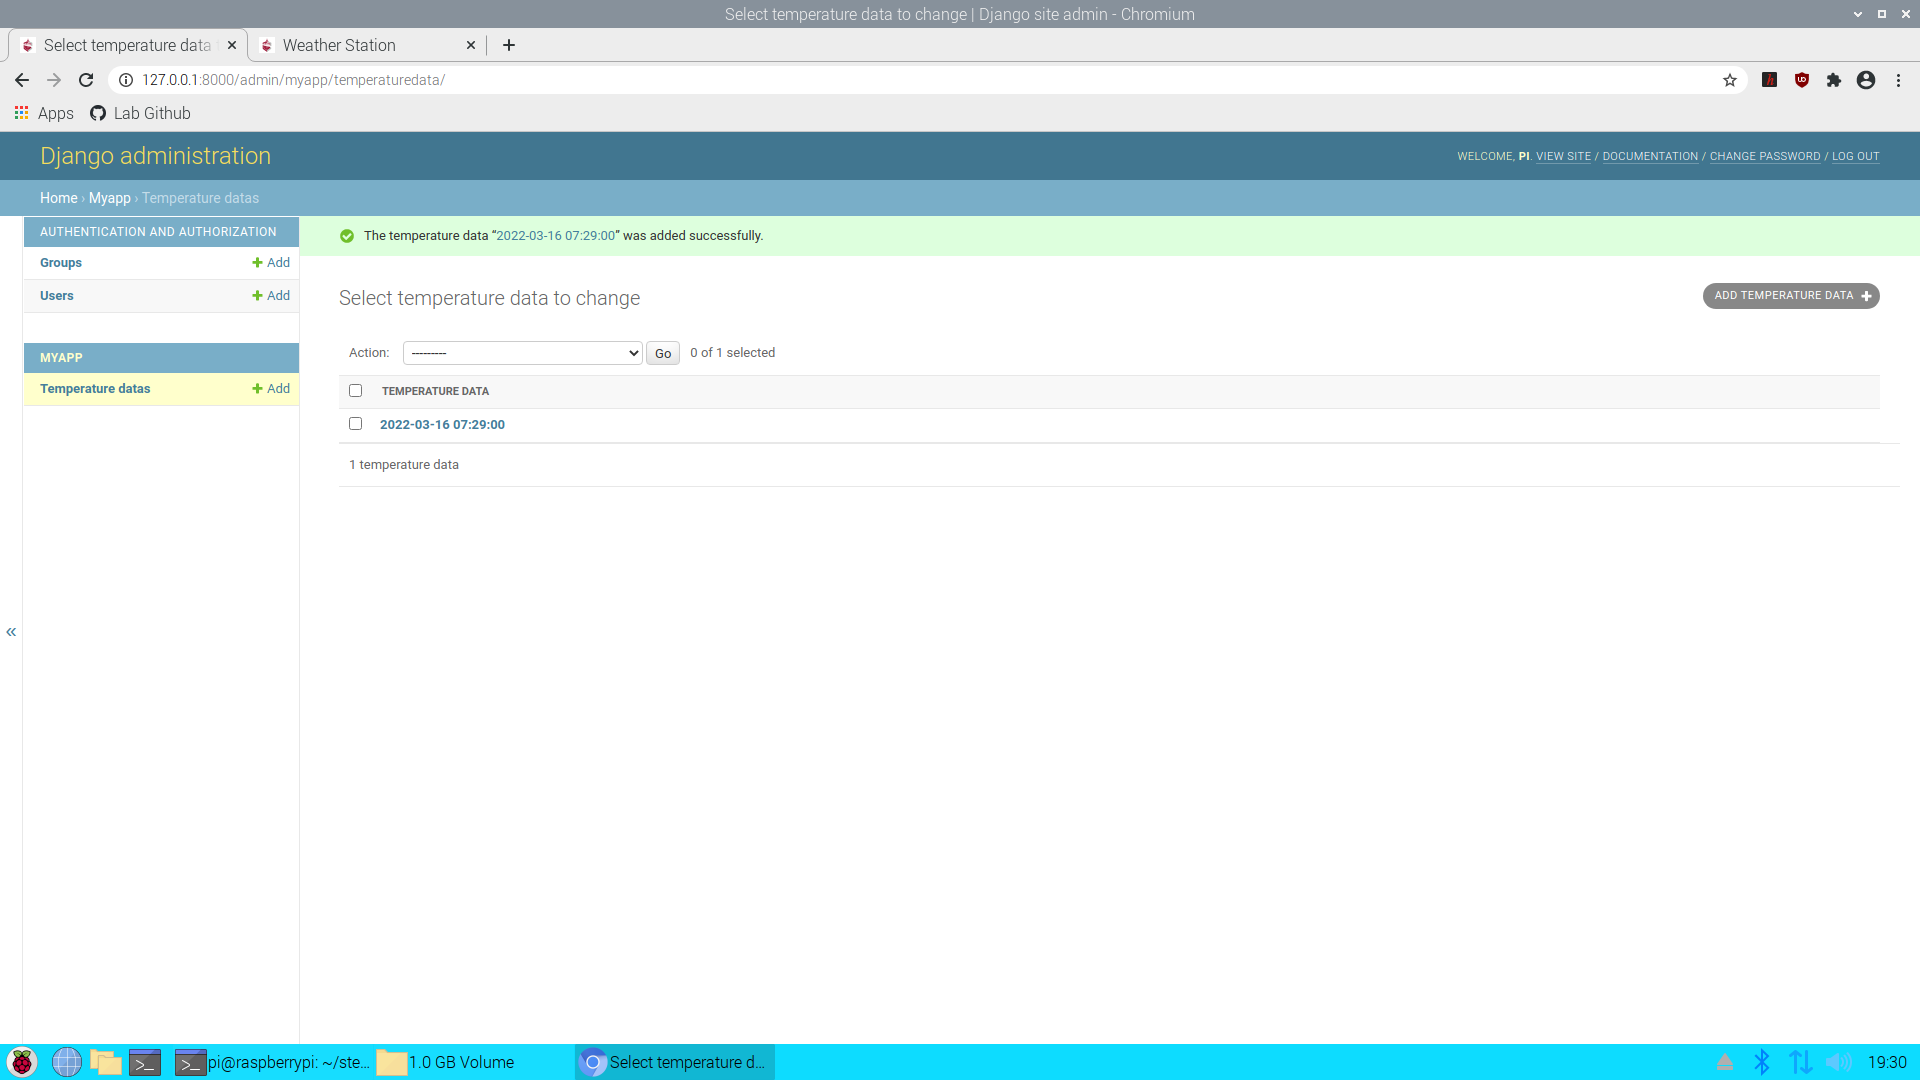 Select temperature data to change | Django site admin - Chromium
Select temperature data
Weather Station
127.0.0.1:8000/admin/myapp/temperaturedata/
Apps
Lab Github
Django administration
WELCOME, PI. VIEW SITE / DOCUMENTATION / CHANGE PASSWORD / LOG OUT
Home › Myapp › Temperature datas
AUTHENTICATION AND AUTHORIZATION
Groups
Add
Users
Add
MYAPP
Temperature datas
Add
«
The temperature data “2022-03-16 07:29:00” was added successfully.
Select temperature data to change
ADD TEMPERATURE DATA
Action:
---------
Go
0 of 1 selected
TEMPERATURE DATA
2022-03-16 07:29:00
1 temperature data
pi@raspberrypi: ~/ste...
1.0 GB Volume
Select temperature d...
19:30